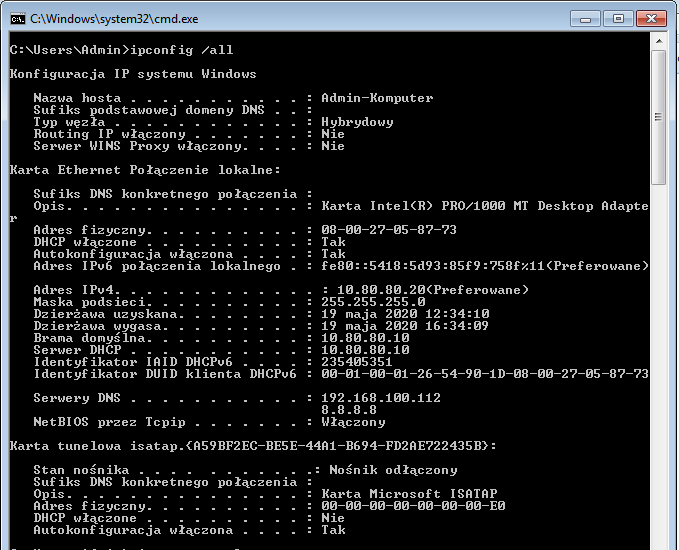 C:\Windows\system32\cmd.exe
C:\Users\Admin>ipconfig /all
Konfiguracja IP systemu Windows
Nazwa hosta . . . . . . . . . . . : Admin-Komputer
Sufiks podstawowej domeny DNS . . :
Typ węzła . . . . . . . . . . . . : Hybrydowy
Routing IP włączony . . . . . . . : Nie
Serwer WINS Proxy włączony. . . . : Nie
Karta Ethernet Połączenie lokalne:
Sufiks DNS konkretnego połączenia :
Opis. . . . . . . . . . . . . . . : Karta Intel(R) PRO/1000 MT Desktop Adapte
r
Adres fizyczny. . . . . . . . . . : 08-00-27-05-87-73
DHCP włączone . . . . . . . . . . : Tak
Autokonfiguracja włączona . . . . : Tak
Adres IPv6 połączenia lokalnego . : fe80::5418:5d93:85f9:758f%11(Preferowane)
Adres IPv4. . . . . . . . . . . . . : 10.80.80.20(Preferowane)
Maska podsieci. . . . . . . . . . : 255.255.255.0
Dzierżawa uzyskana. . . . . . . . : 19 maja 2020 12:34:10
Dzierżawa wygasa. . . . . . . . . : 19 maja 2020 16:34:09
Brama domyślna. . . . . . . . . . : 10.80.80.10
Serwer DHCP . . . . . . . . . . . : 10.80.80.10
Identyfikator IAID DHCPv6 . . . . : 235405351
Identyfikator DUID klienta DHCPv6 : 00-01-00-01-26-54-90-1D-08-00-27-05-87-73
Serwery DNS . . . . . . . . . . . : 192.168.100.112
8.8.8.8
NetBIOS przez Tcpip . . . . . . . : Włączony
Karta tunelowa isatap.{A59BF2EC-BE5E-44A1-B694-FD2AE722435B}:
Stan nośnika . . . . . . . . . . .: Nośnik odłączony
Sufiks DNS konkretnego połączenia :
Opis. . . . . . . . . . . . . . . : Karta Microsoft ISATAP
Adres fizyczny. . . . . . . . . . : 00-00-00-00-00-00-00-E0
DHCP włączone . . . . . . . . . . : Nie
Autokonfiguracja włączona . . . . : Tak